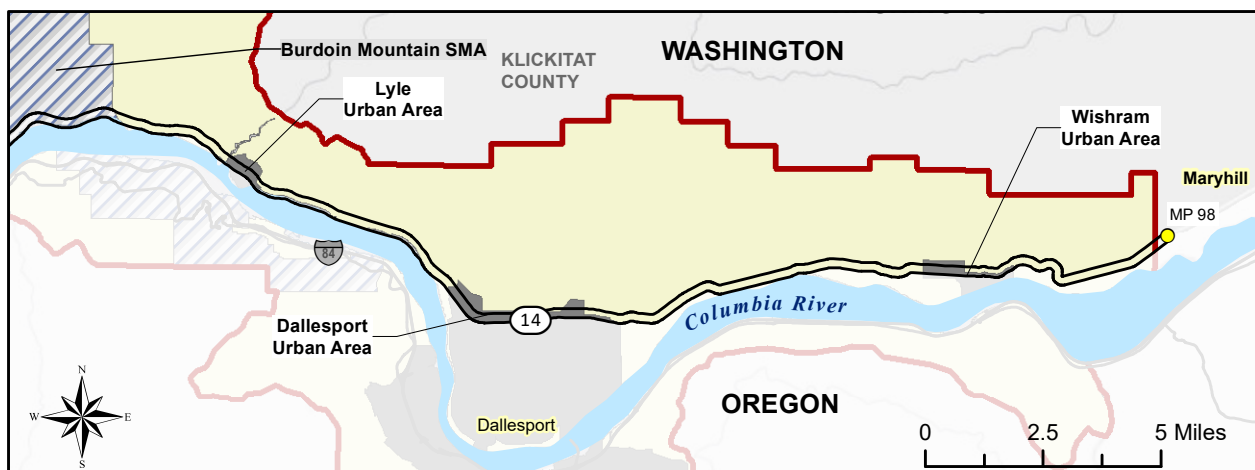 WASHINGTON
Burdoin Mountain SMA
KLICKITAT
COUNTY
Lyle
Urban Area
Wishram
Urban Area
Maryhill
MP 98
84
Columbia River
14
Dallesport
Urban Area
OREGON
Dallesport
N
W
E
S
0
2.5
5 Miles